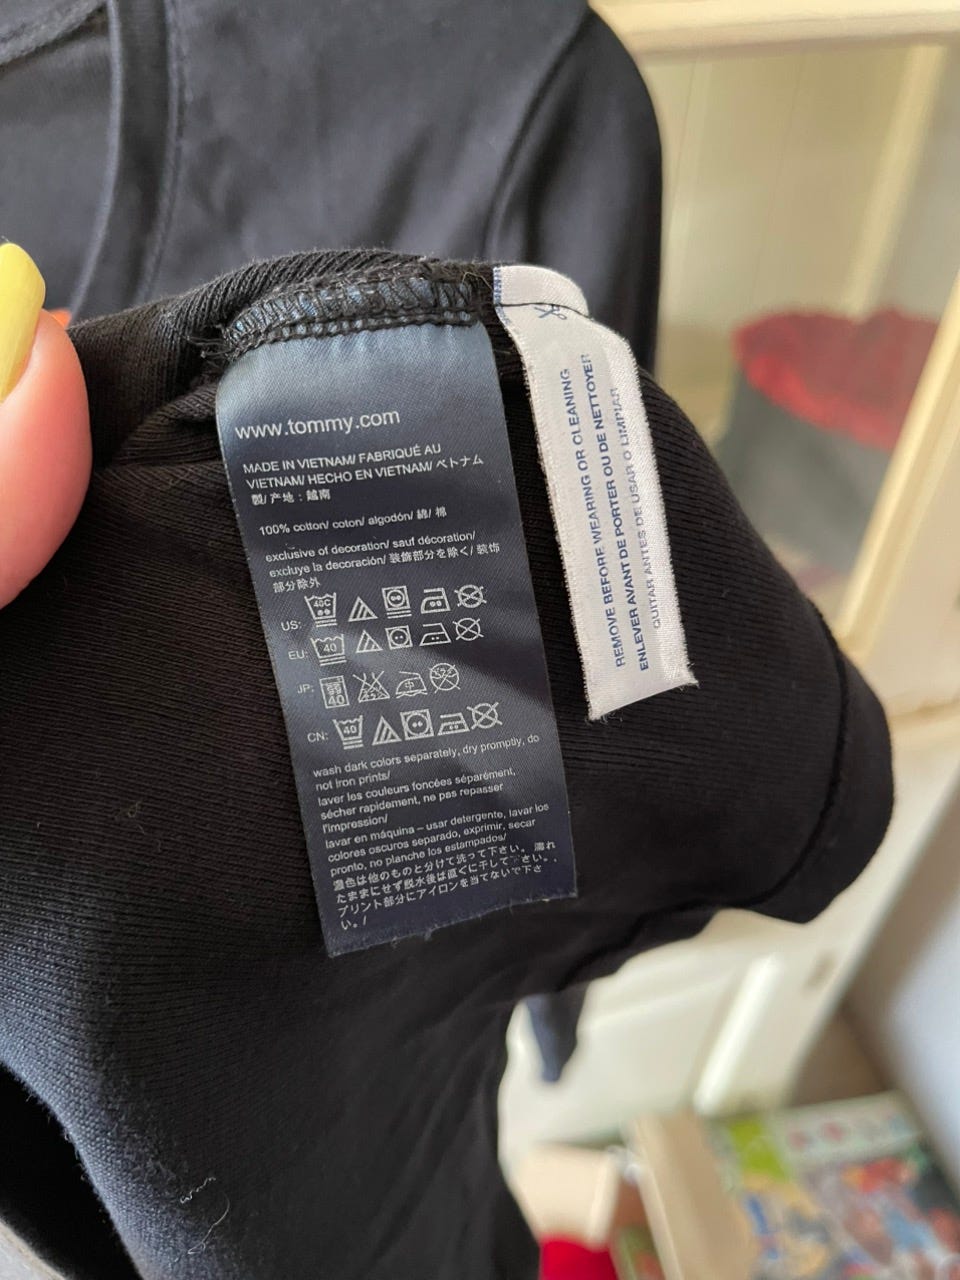 www.tommy.com
MADE IN VIETNAM/ FABRIQUÉ AU
VIETNAM/ HECHO EN VIETNAM/ ベトナム
製/ 产地：越南
100% cotton/ coton/ algodón/ 綿/ 棉
exclusive of decoration/ sauf décoration/
excluye la decoración/ 装飾部分を除く/ 装饰
部分除外
US: 40C
EU: 40
JP: 40
CN: 40
wash dark colors separately, dry promptly, do
not iron prints/
laver les couleurs foncées séparément,
sécher rapidement, ne pas repasser
l'impression/
lavar en máquina – usar detergente, lavar los
colores oscuros separado, exprimir, secar
pronto, no planche los estampados/
濃色は他のものと分けて洗って下さい。濡れ
たままにせず脱水後は直ぐに干して下さい。
プリント部分にアイロンを当てないで下さ
い。/
REMOVE BEFORE WEARING OR CLEANING
ENLEVER AVANT DE PORTER OU DE NETTOYER
QUITAR ANTES DE USAR O LIMPIAR